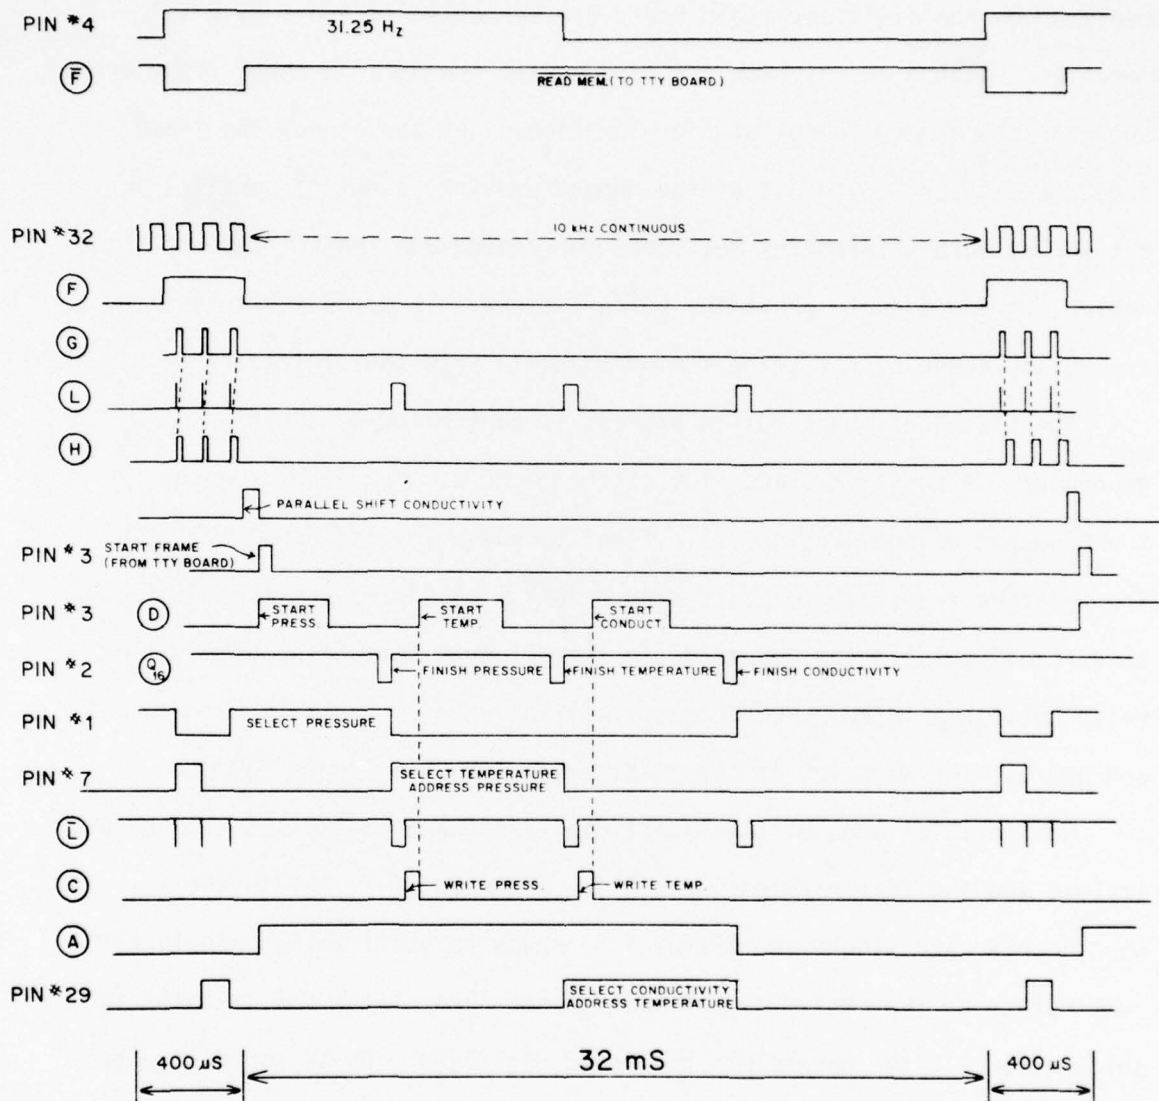 PIN #4
31.25 Hz
F
READ MEM.(TO TTY BOARD)
PIN #32
10 kHz CONTINUOUS
F
G
L
H
PARALLEL SHIFT CONDUCTIVITY
PIN #3
START FRAME
(FROM TTY BOARD)
PIN #3
D
START
PRESS.
START
TEMP.
START
CONDUCT.
PIN #2
Q
16
FINISH PRESSURE
FINISH TEMPERATURE
FINISH CONDUCTIVITY
PIN #1
SELECT PRESSURE
PIN #7
SELECT TEMPERATURE
ADDRESS PRESSURE
L
C
WRITE PRESS.
WRITE TEMP.
A
PIN #29
SELECT CONDUCTIVITY
ADDRESS TEMPERATURE
400 µS
32 mS
400 µS